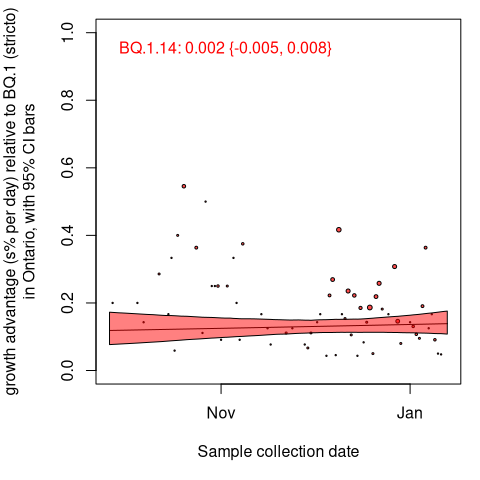 growth advantage (s% per day) relative to BQ.1 (stricto)
in Ontario, with 95% CI bars
1.0
0.8
0.6
0.4
0.2
0.0
BQ.1.14: 0.002 {-0.005, 0.008}
Nov
Jan
Sample collection date